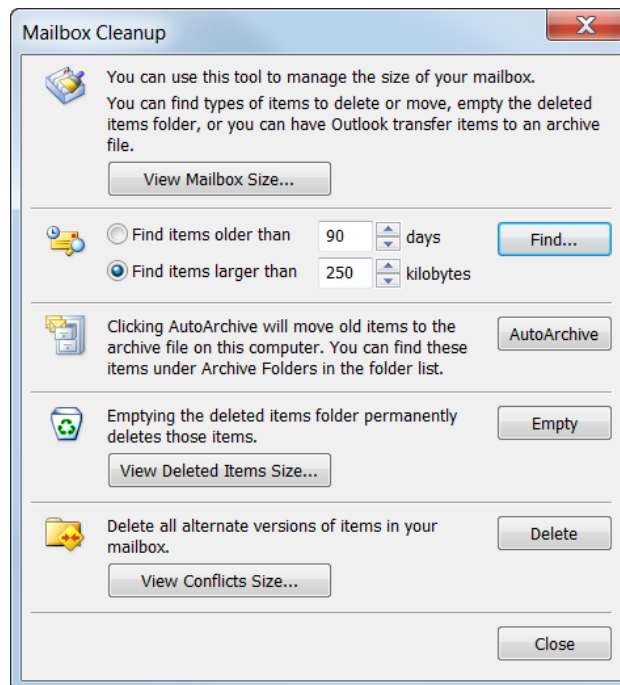 Mailbox Cleanup
You can use this tool to manage the size of your mailbox.
You can find types of items to delete or move, empty the deleted
items folder, or you can have Outlook transfer items to an archive
file.
View Mailbox Size...
Find items older than 90 days
Find...
Find items larger than 250 kilobytes
Clicking AutoArchive will move old items to the
archive file on this computer. You can find these
items under Archive Folders in the folder list.
AutoArchive
Emptying the deleted items folder permanently
deletes those items.
Empty
View Deleted Items Size...
Delete all alternate versions of items in your
mailbox.
Delete
View Conflicts Size...
Close